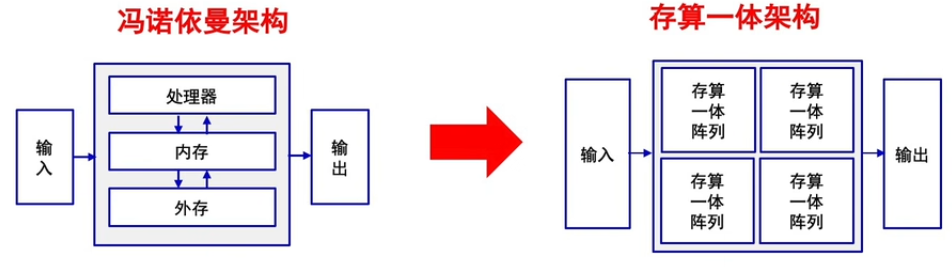 冯诺依曼架构
存算一体架构
输
入
处理器
内存
外存
输
出
输入
存算
一体
阵列
存算
一体
阵列
存算
一体
阵列
存算
一体
阵列
输出